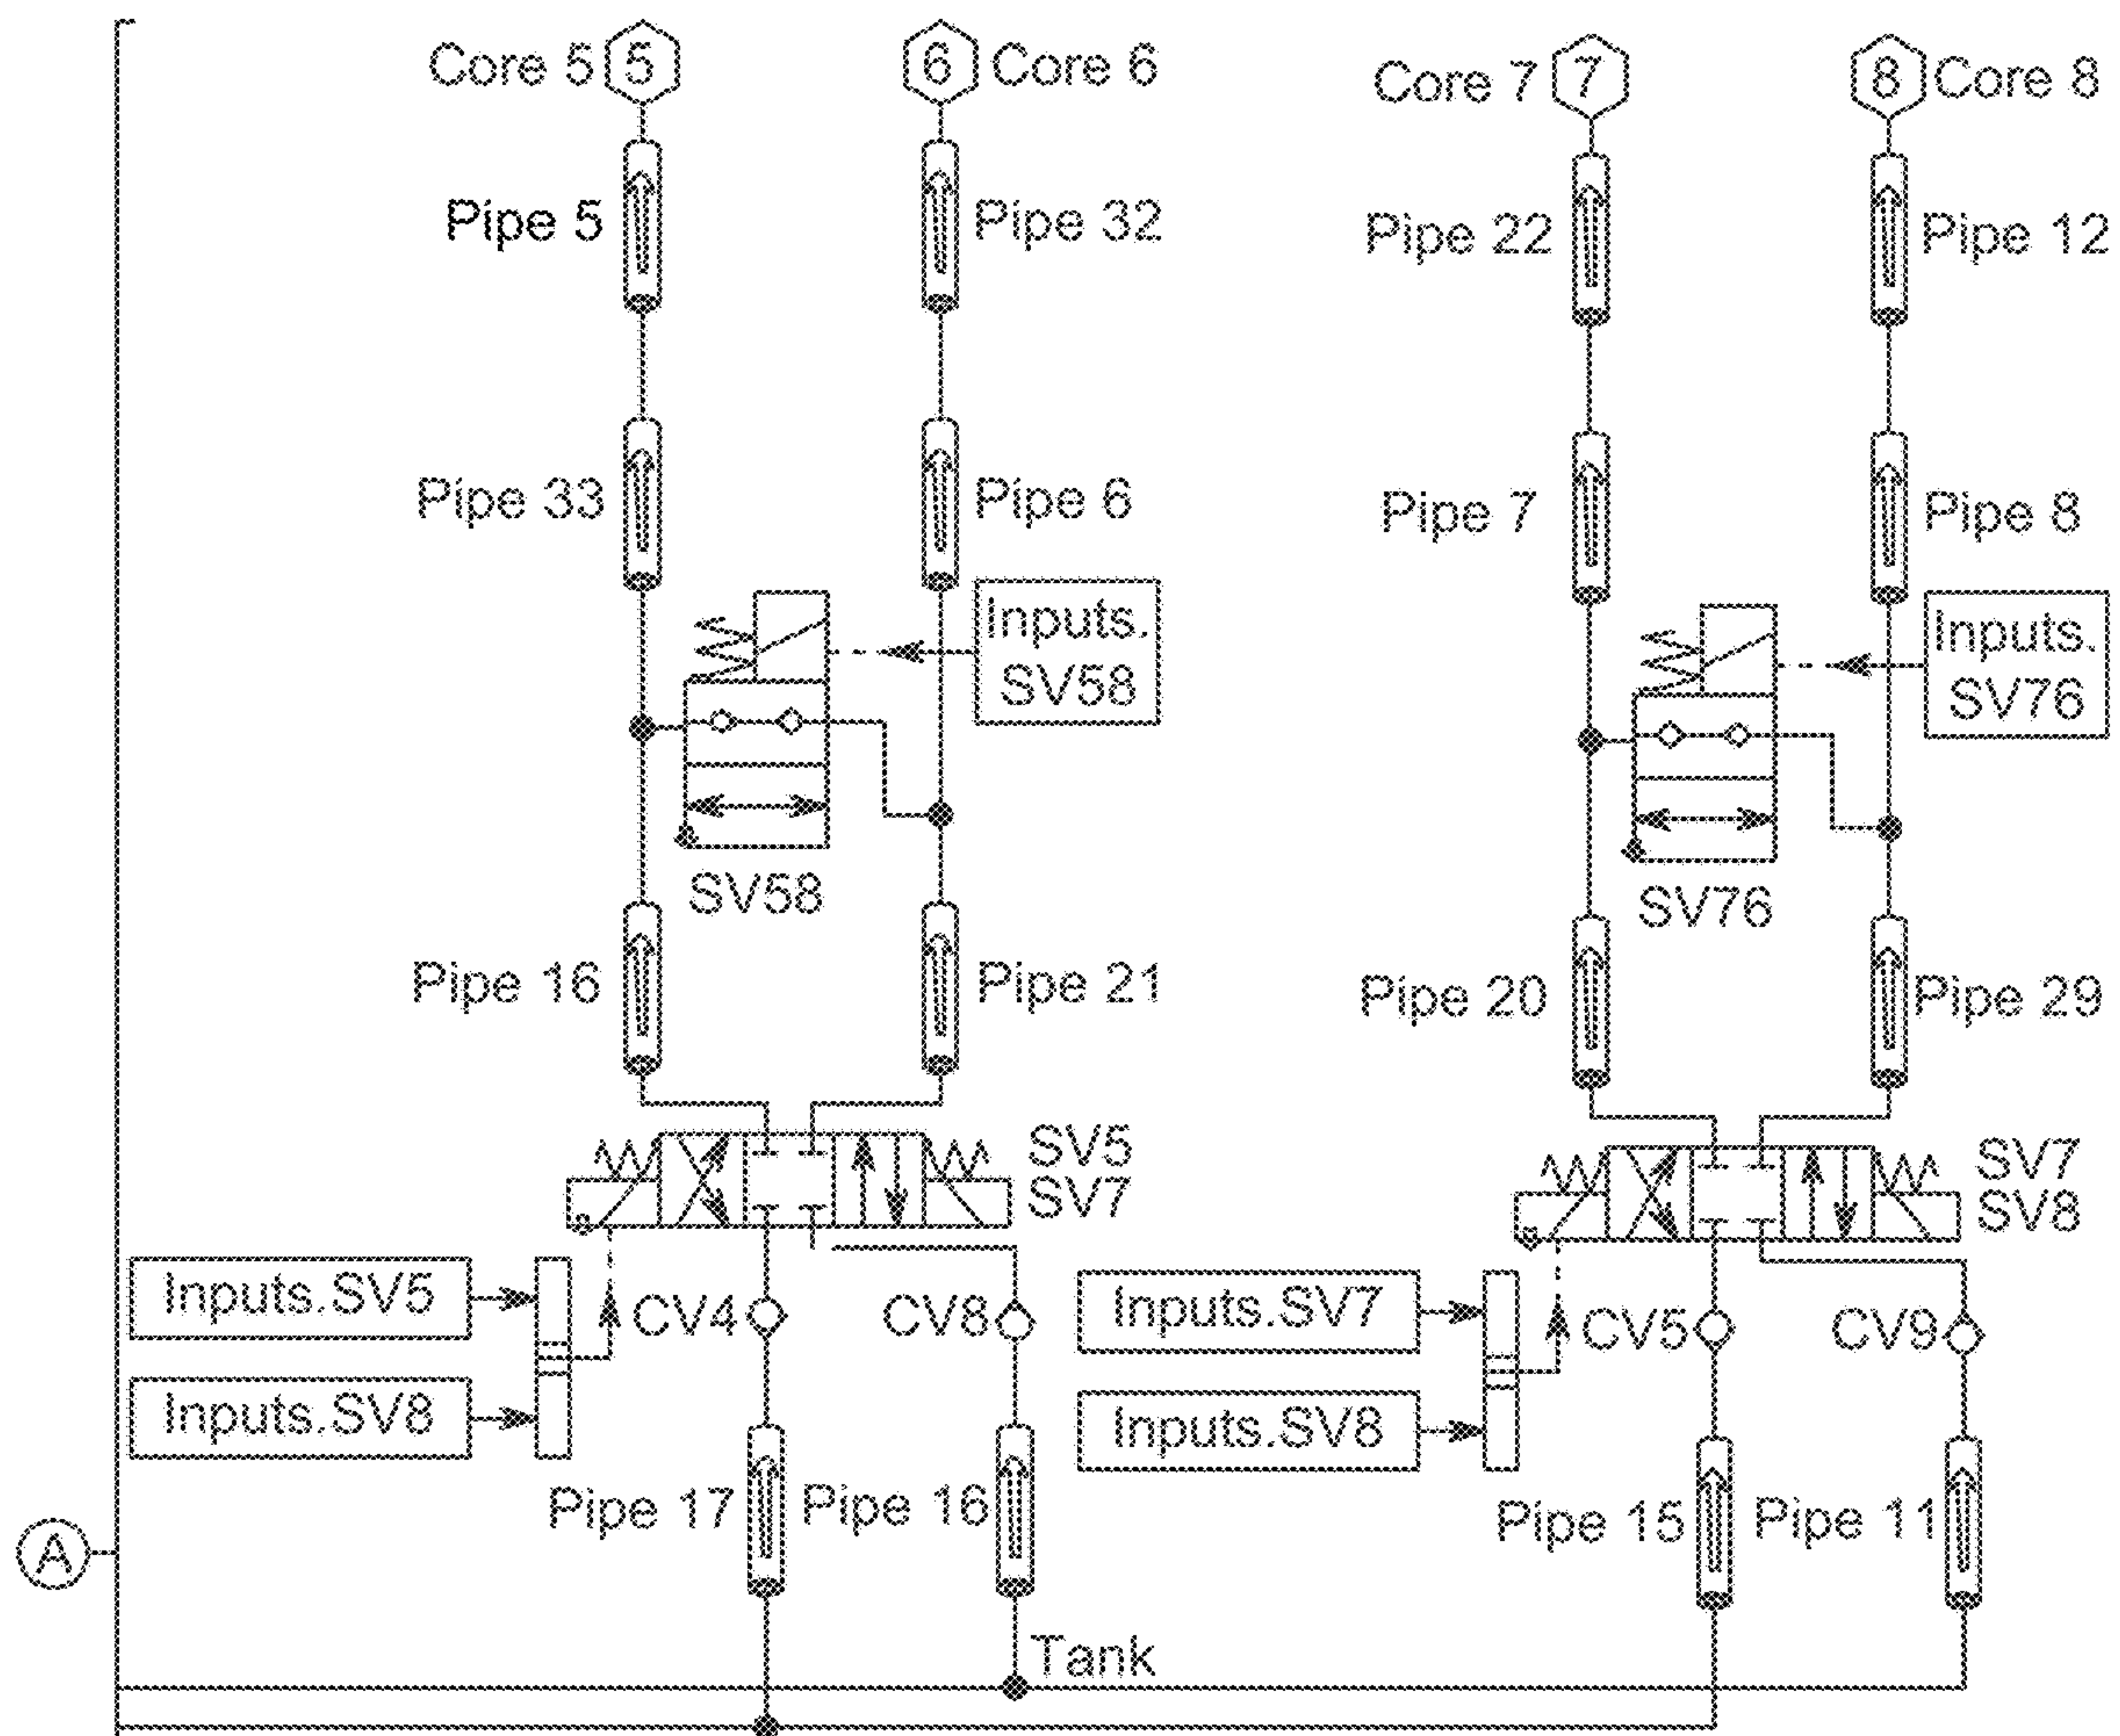 Core 5 5
6 Core 6
Core 7 7
8 Core 8
Pipe 5
Pipe 32
Pipe 22
Pipe 12
Pipe 33
Pipe 6
Pipe 7
Pipe 8
Inputs.
SV58
Inputs.
SV76
SV58
SV76
Pipe 16
Pipe 21
Pipe 20
Pipe 29
SV5
SV7
SV7
SV8
Inputs.SV5
CV4
CV8
Inputs.SV7
CV5
CV9
Inputs.SV8
Inputs.SV8
Pipe 17
Pipe 16
Pipe 15
Pipe 11
A
Tank